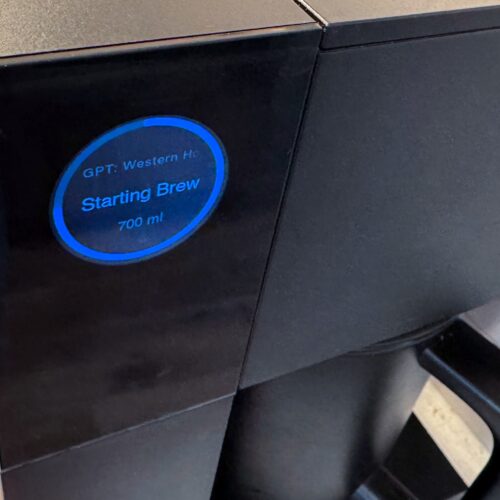 GPT: Western H
Starting Brew
700 ml